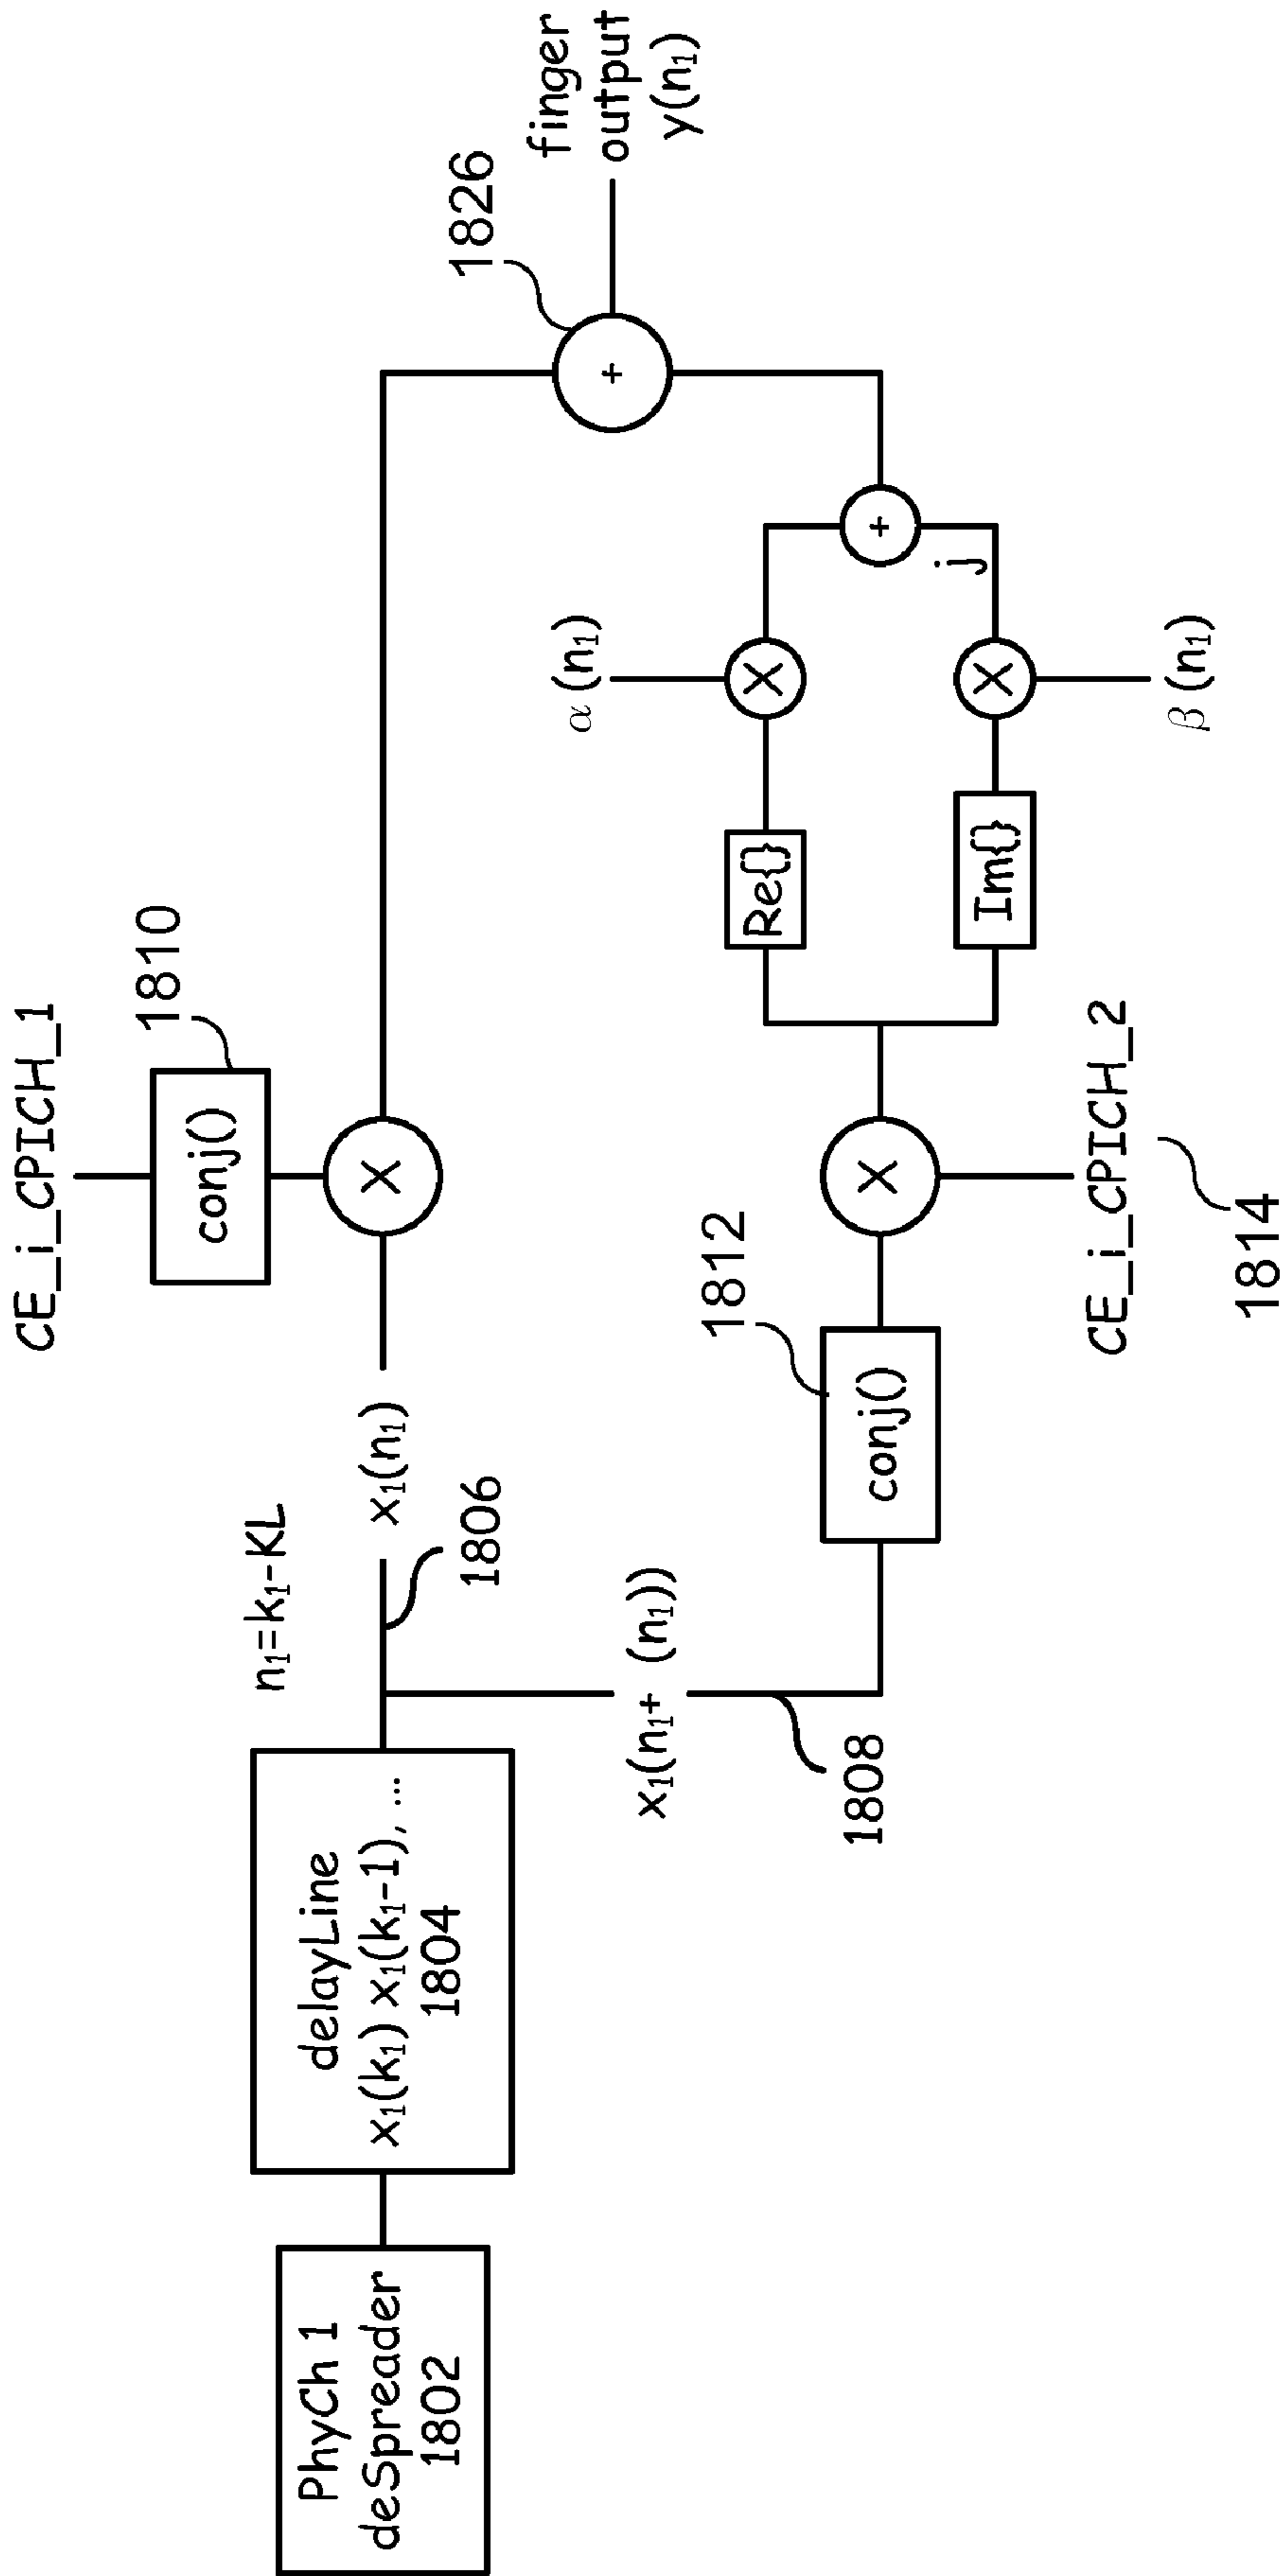 PhyCh 1
deSpreader
1802
delayLine
x₁(k₁) x₁(k₁-1), ...
1804
n₁=k₁-KL
1806
x₁(n₁)
CE_i_CPICH_1
conj()
1810
X
x₁(n₁+ (n₁))
1808
conj()
1812
X
CE_i_CPICH_2
1814
Re{}
Im{}
α (n₁)
X
X
β (n₁)
+
j
+
1826
finger
output
y(n₁)